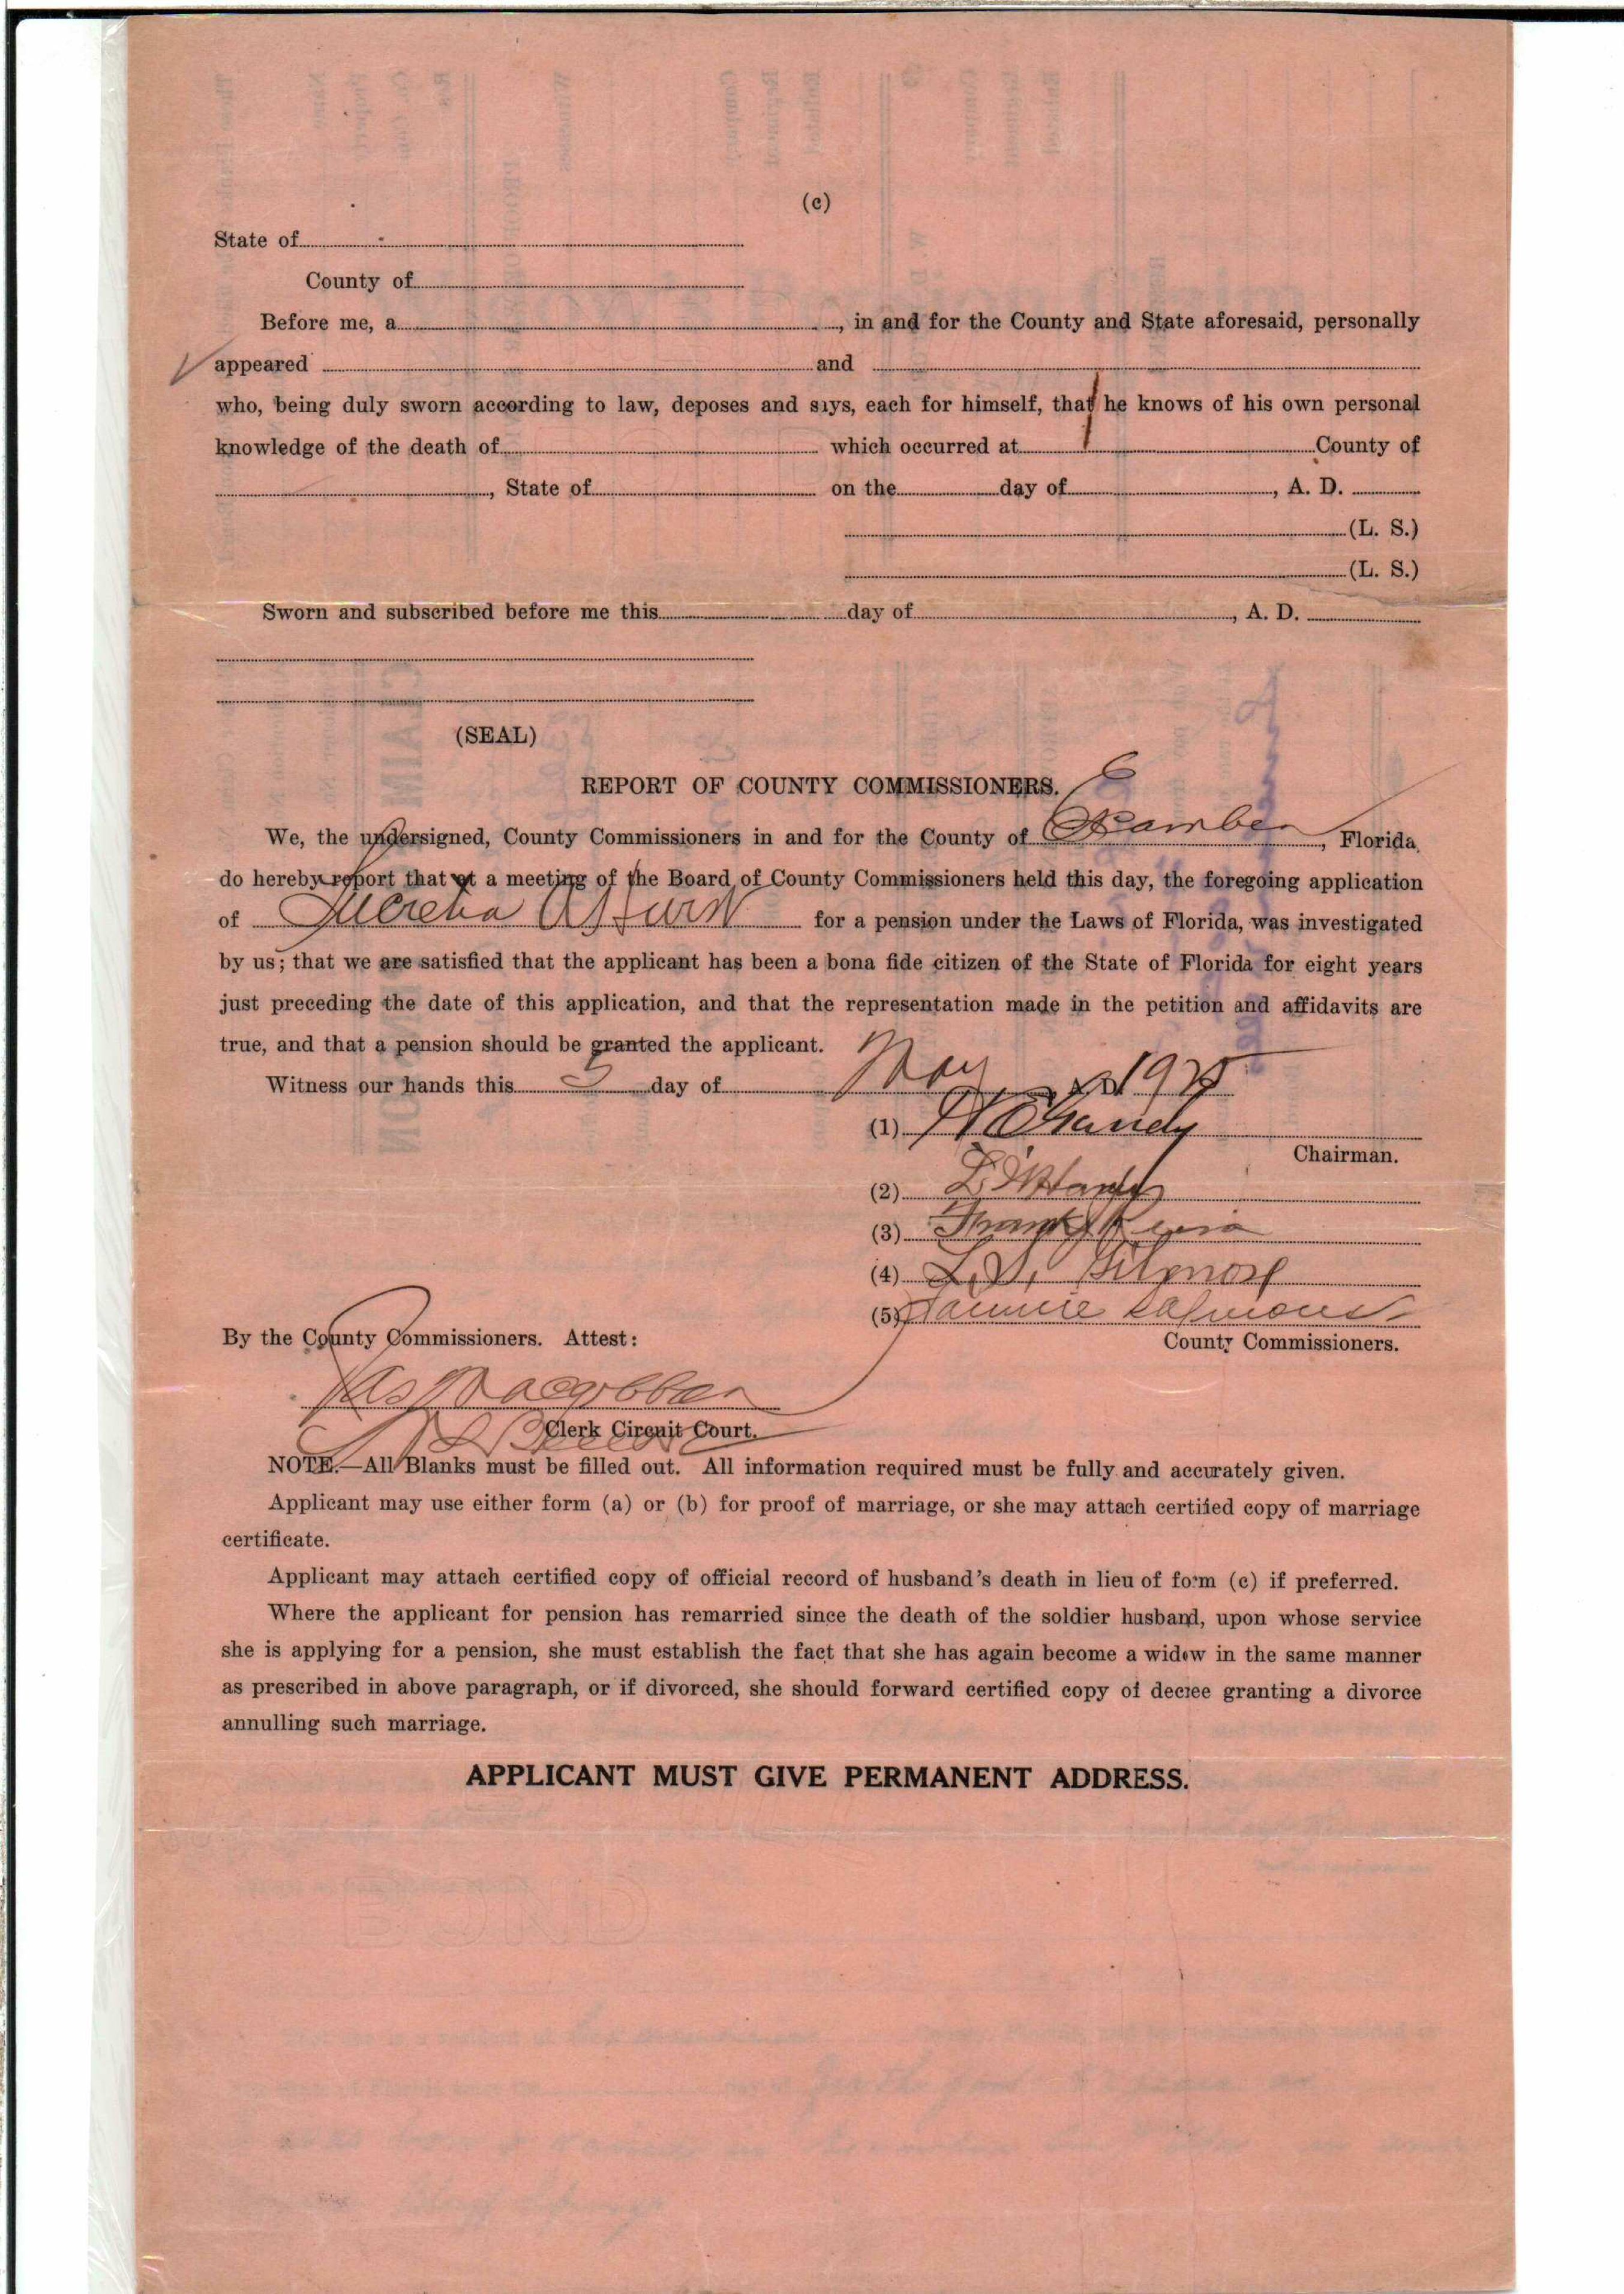 (c)
State of
County of
Before me, a , in and for the County and State aforesaid, personally
appeared and
who, being duly sworn according to law, deposes and says, each for himself, that he knows of his own personal
knowledge of the death of which occurred at County of
, State of on the day of , A. D.
(L. S.)
(L. S.)
Sworn and subscribed before me this day of , A. D.
(SEAL)
REPORT OF COUNTY COMMISSIONERS.
We, the undersigned, County Commissioners in and for the County of Escambia, Florida,
do hereby report that at a meeting of the Board of County Commissioners held this day, the foregoing application
of Lucretia A for a pension under the Laws of Florida, was investigated
by us; that we are satisfied that the applicant has been a bona fide citizen of the State of Florida for eight years
just preceding the date of this application, and that the representation made in the petition and affidavits are
true, and that a pension should be granted the applicant.
Witness our hands this day of May
(1)
Chairman.
(2)
(3) Frank
(4) L. V. Gilmore
(5)
By the County Commissioners. Attest: County Commissioners.
Jas Macgibbon
Clerk Circuit Court.
NOTE.—All Blanks must be filled out. All information required must be fully and accurately given.
Applicant may use either form (a) or (b) for proof of marriage, or she may attach certified copy of marriage
certificate.
Applicant may attach certified copy of official record of husband's death in lieu of form (c) if preferred.
Where the applicant for pension has remarried since the death of the soldier husband, upon whose service
she is applying for a pension, she must establish the fact that she has again become a widow in the same manner
as prescribed in above paragraph, or if divorced, she should forward certified copy of decree granting a divorce
annulling such marriage.
APPLICANT MUST GIVE PERMANENT ADDRESS.
BOND